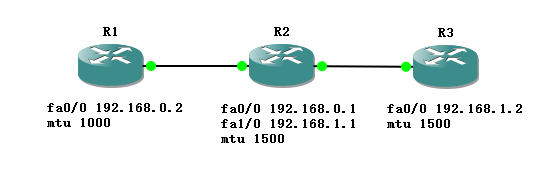 R1
R2
R3
fa0/0 192.168.0.2
mtu 1000
fa0/0 192.168.0.1
fa1/0 192.168.1.1
mtu 1500
fa0/0 192.168.1.2
mtu 1500